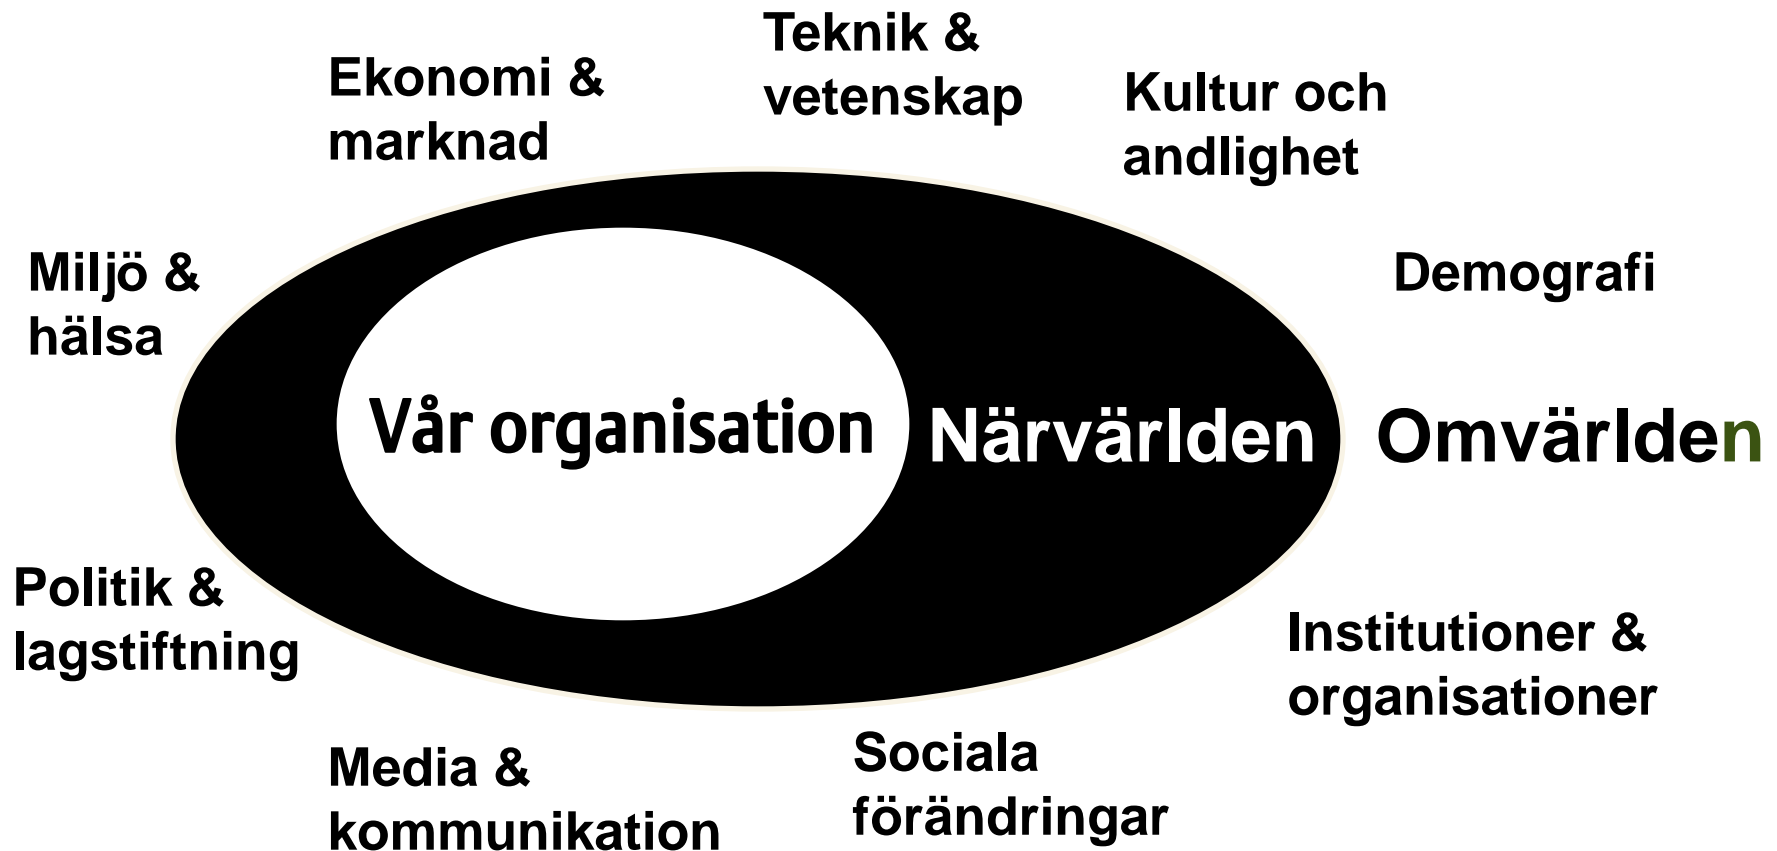 Teknik &
vetenskap
Ekonomi &
marknad
Kultur och
andlighet
Miljö &
hälsa
Demografi
Vår organisation
Närvärlden
Omvärlden
Politik &
lagstiftning
Institutioner &
organisationer
Media &
kommunikation
Sociala
förändringar